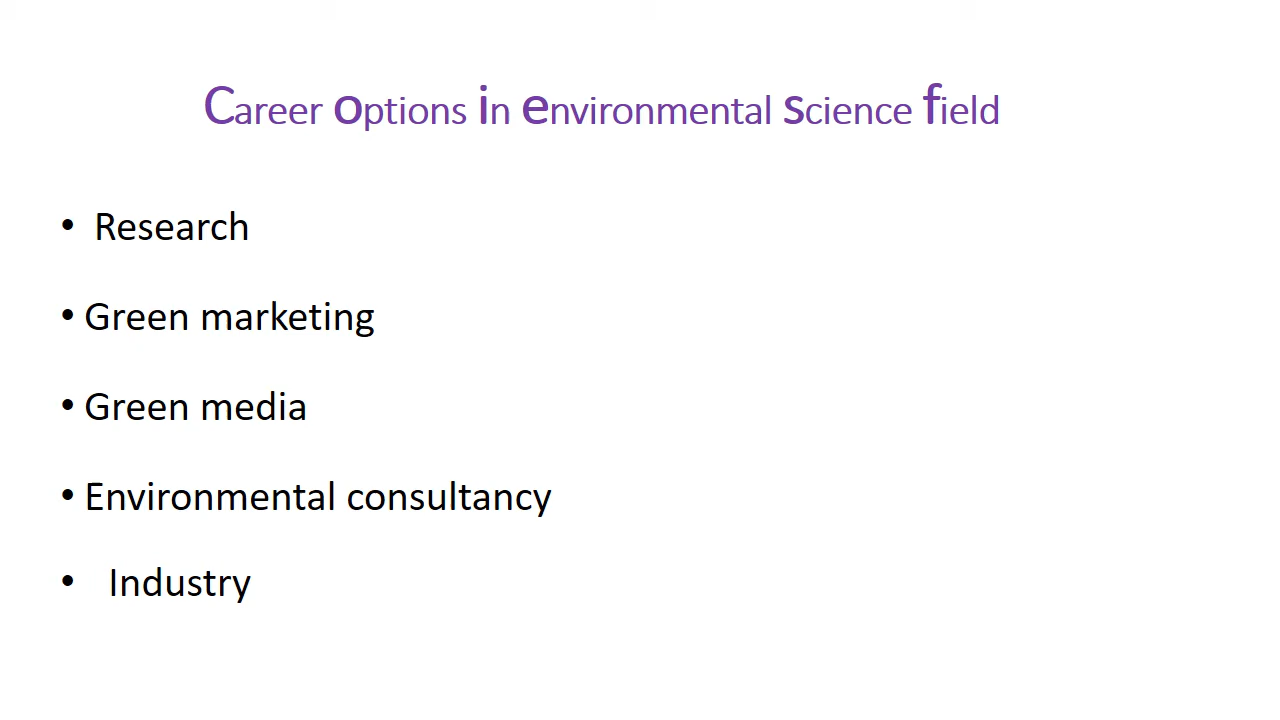 Career options in environmental science field
• Research
• Green marketing
• Green media
• Environmental consultancy
• Industry